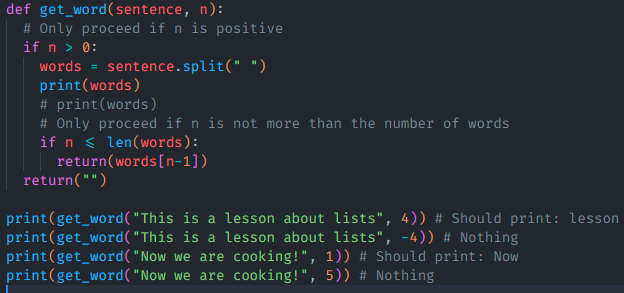 def get_word(sentence, n):
  # Only proceed if n is positive
  if n > 0:
    words = sentence.split(" ")
    print(words)
    # print(words)
    # Only proceed if n is not more than the number of words
    if n <= len(words):
      return(words[n-1])
  return("")

print(get_word("This is a lesson about lists", 4)) # Should print: lesson
print(get_word("This is a lesson about lists", -4)) # Nothing
print(get_word("Now we are cooking!", 1)) # Should print: Now
print(get_word("Now we are cooking!", 5)) # Nothing